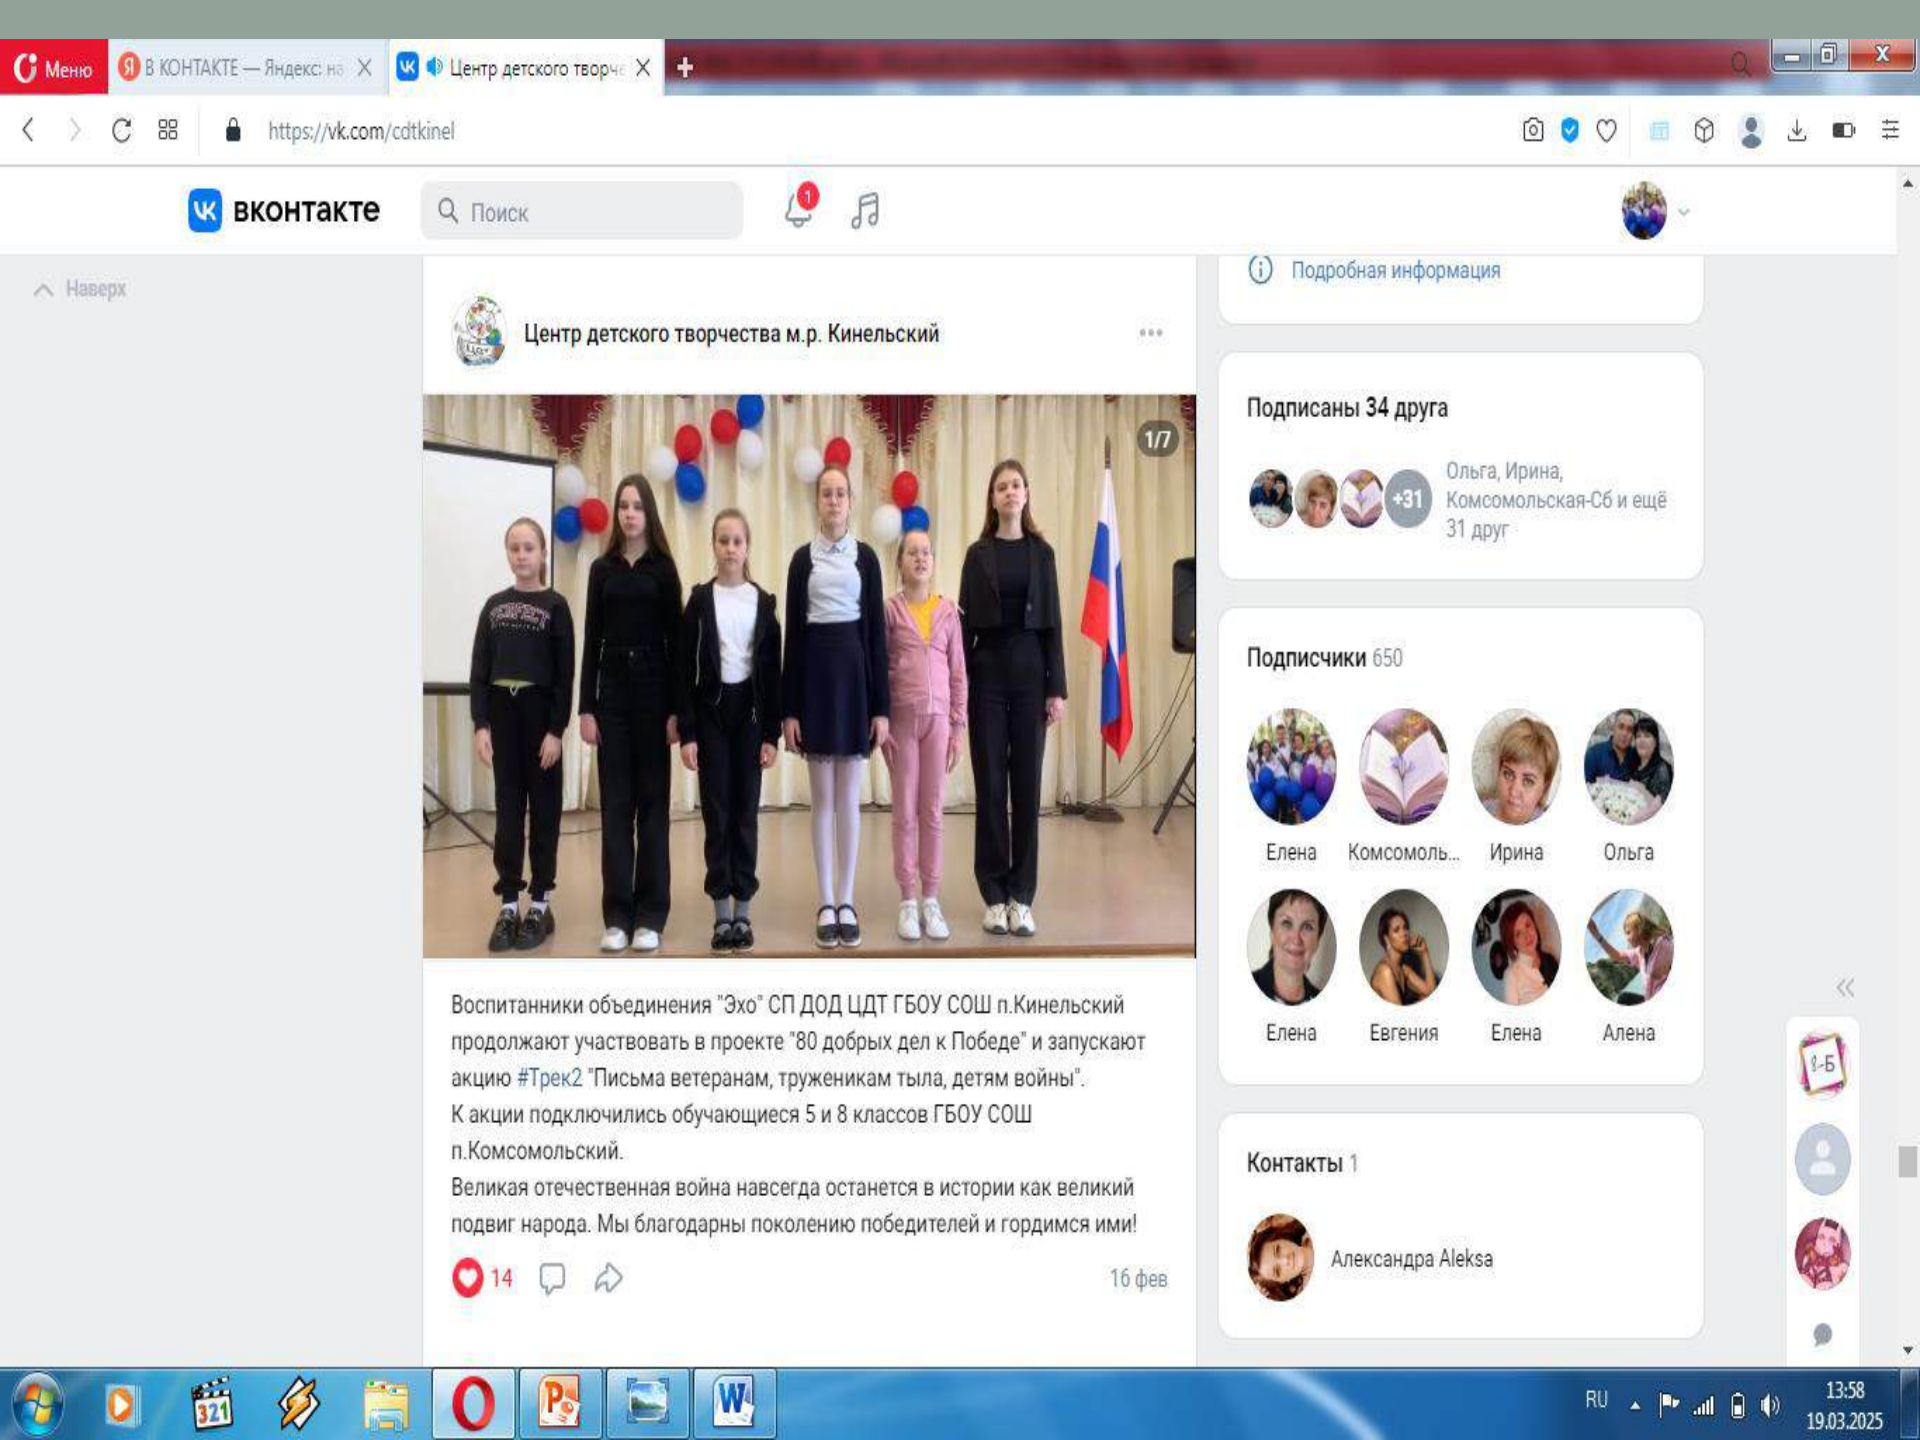 Меню
В КОНТАКТЕ — Яндекс: на
Центр детского творче
https://vk.com/cdtkinel
вконтакте
Поиск
1
Наверх
Подробная информация
Центр детского творчества м.р. Кинельский
1/7
PERFECT
Подписаны 34 друга
+31
Ольга, Ирина,
Комсомольская-Сб и ещё
31 друг
Подписчики 650
Елена Комсомоль... Ирина Ольга
Елена Евгения Елена Алена
Воспитанники объединения "Эхо" СП ДОД ЦДТ ГБОУ СОШ п.Кинельский
продолжают участвовать в проекте "80 добрых дел к Победе" и запускают
акцию #Трек2 "Письма ветеранам, труженикам тыла, детям войны".
К акции подключились обучающиеся 5 и 8 классов ГБОУ СОШ
п.Комсомольский.
Великая отечественная война навсегда останется в истории как великий
подвиг народа. Мы благодарны поколению победителей и гордимся ими!
14
16 фев
Контакты 1
Александра Aleksa
8-Б
321
RU
13:58
19.03.2025